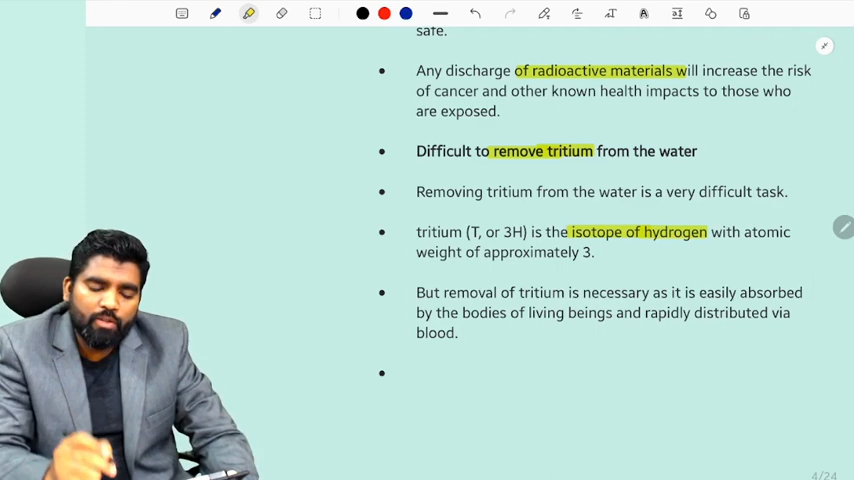 safe.
Any discharge of radioactive materials will increase the risk
of cancer and other known health impacts to those who
are exposed.
Difficult to remove tritium from the water
Removing tritium from the water is a very difficult task.
tritium (T, or 3H) is the isotope of hydrogen with atomic
weight of approximately 3.
But removal of tritium is necessary as it is easily absorbed
by the bodies of living beings and rapidly distributed via
blood.
4/24